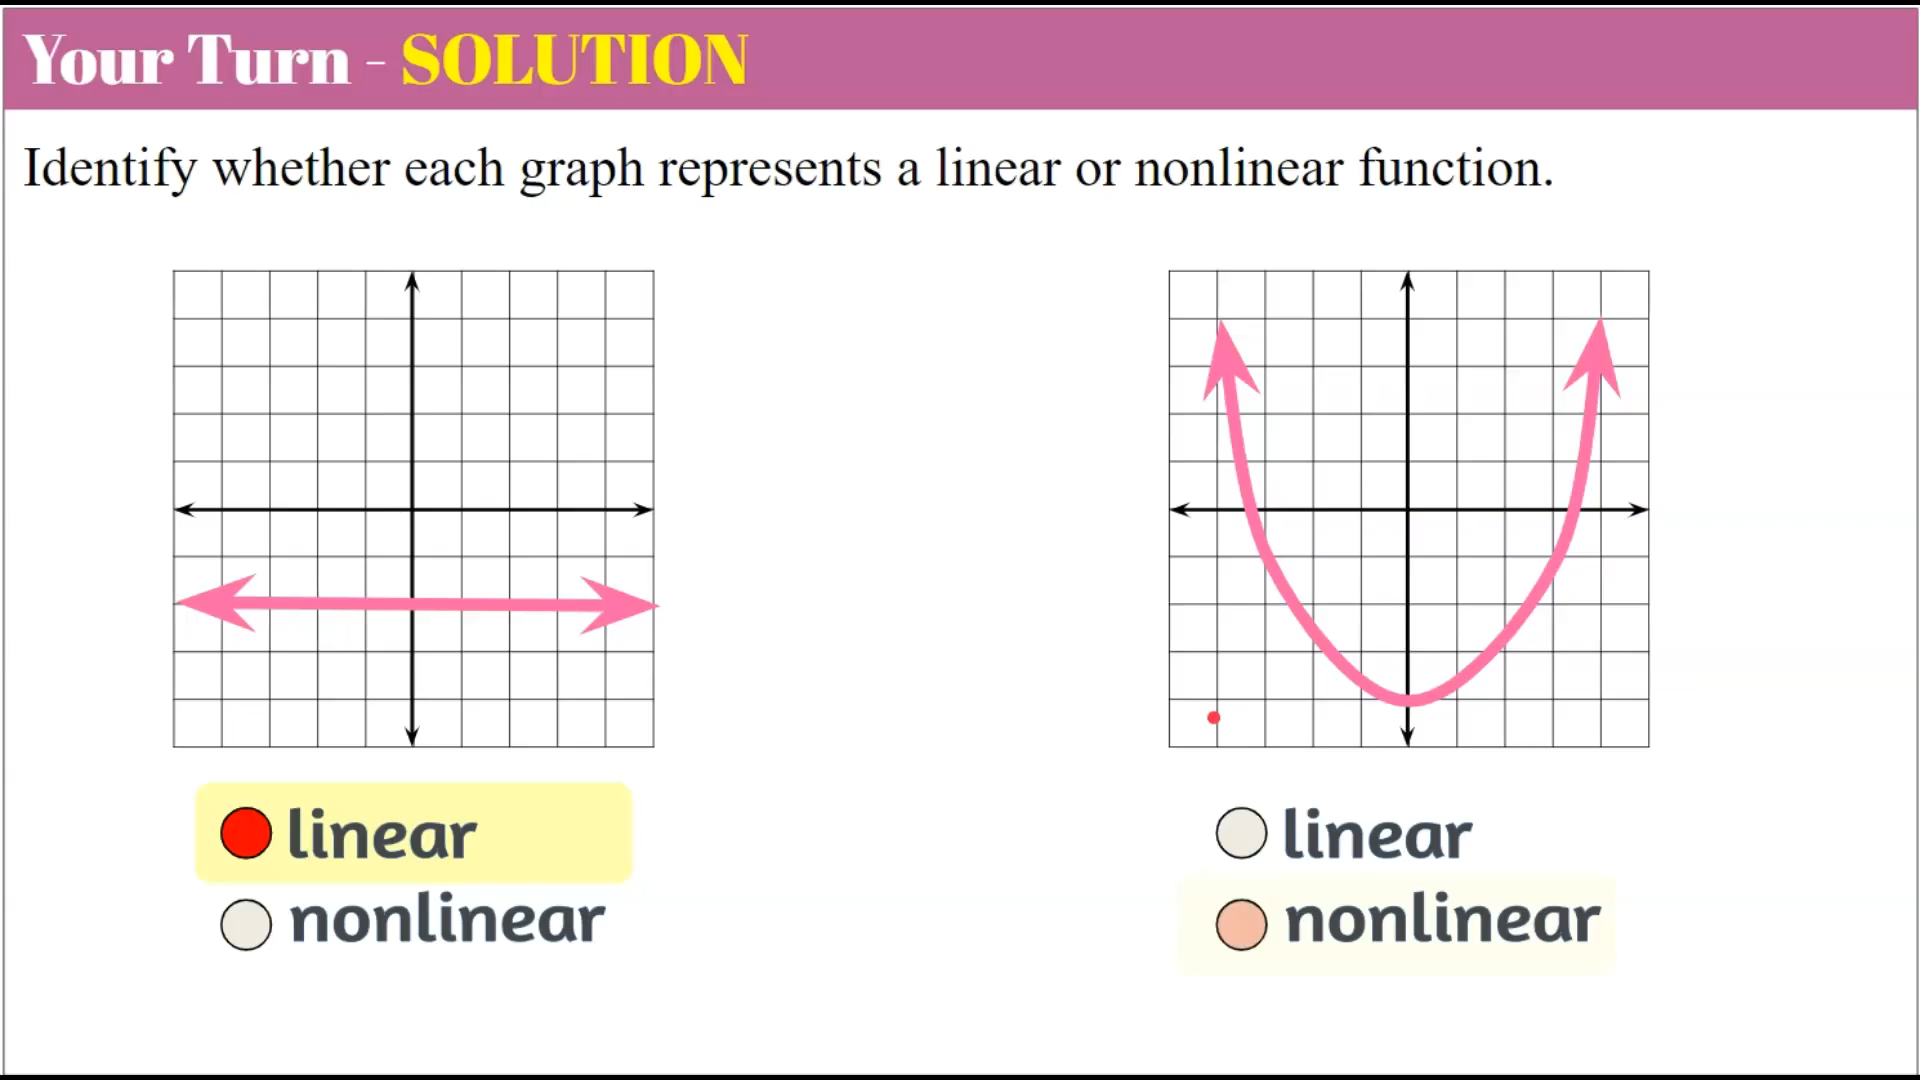 Your Turn - SOLUTION
Identify whether each graph represents a linear or nonlinear function.
linear
nonlinear
linear
nonlinear